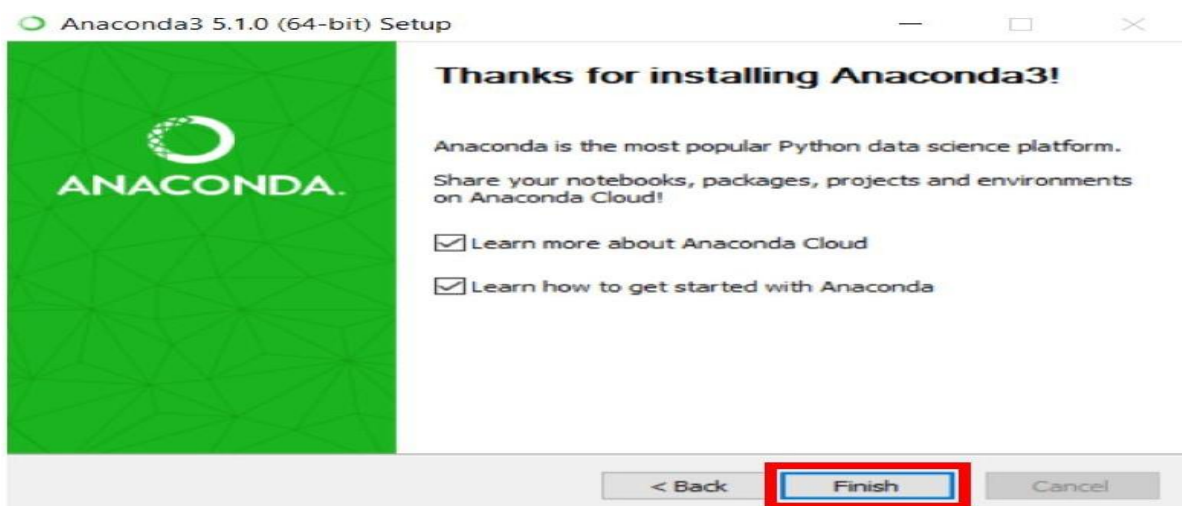 Anaconda3 5.1.0 (64-bit) Setup
ANACONDA.
Thanks for installing Anaconda3!
Anaconda is the most popular Python data science platform.
Share your notebooks, packages, projects and environments
on Anaconda Cloud!
Learn more about Anaconda Cloud
Learn how to get started with Anaconda
< Back
Finish
Cancel